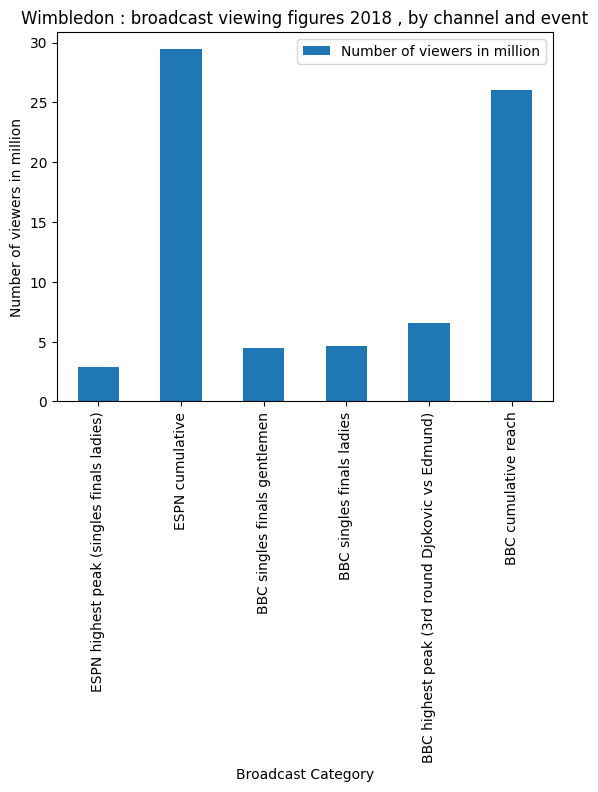 Wimbledon : broadcast viewing figures 2018 , by channel and event
Number of viewers in million
30
25
20
15
10
5
0
Number of viewers in million
ESPN highest peak (singles finals ladies)
ESPN cumulative
BBC singles finals gentlemen
BBC singles finals ladies
BBC highest peak (3rd round Djokovic vs Edmund)
BBC cumulative reach
Broadcast Category